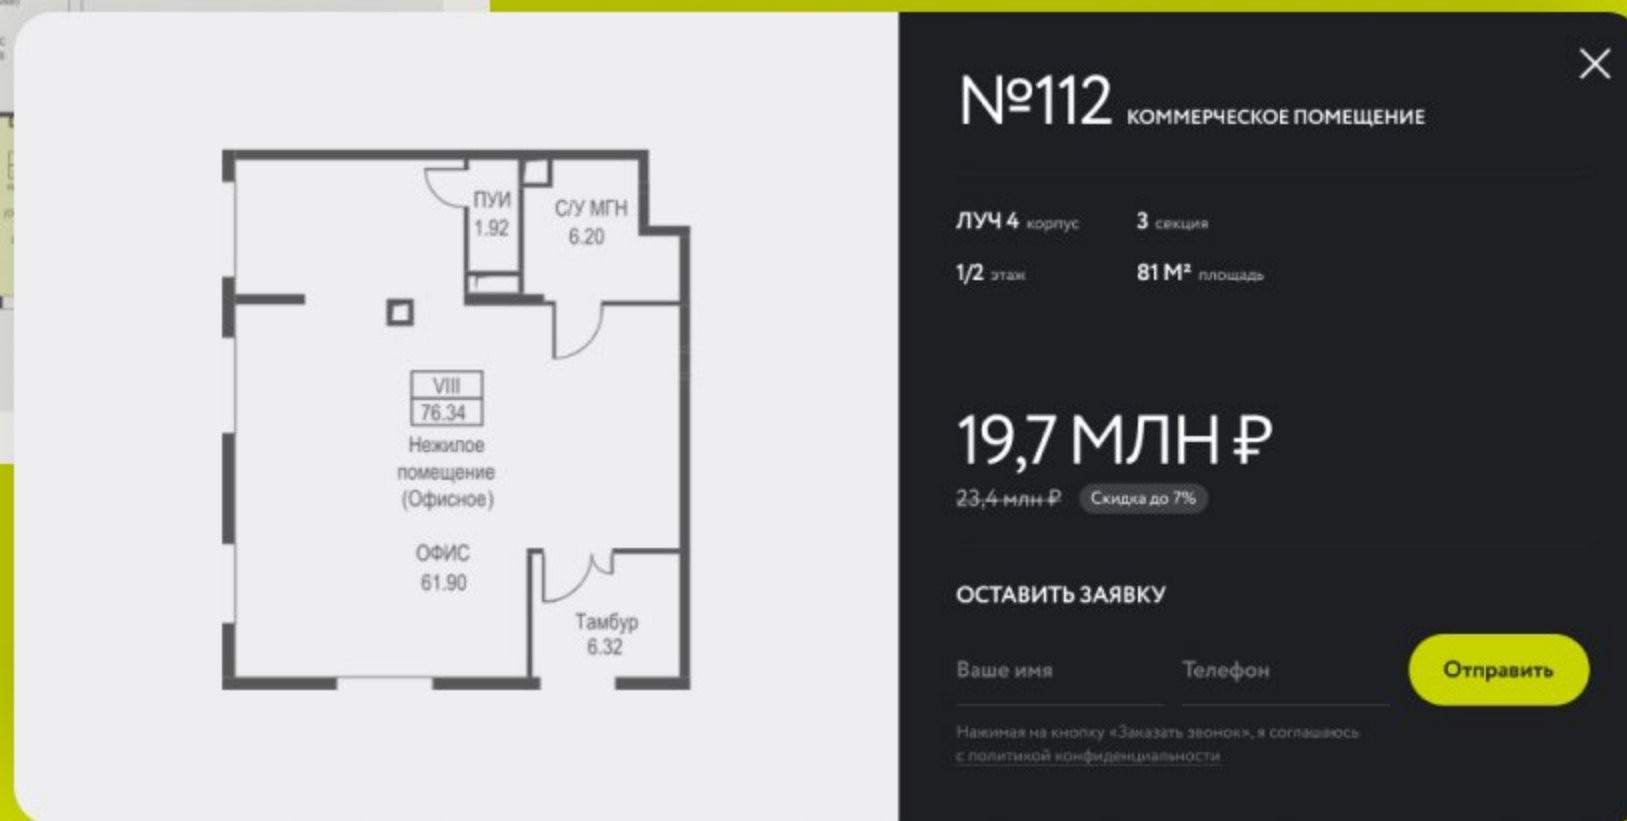 ПУИ
1.92
С/У МГН
6.20
VIII
76.34
Нежилое
помещение
(Офисное)
ОФИС
61.90
Тамбур
6.32
№112 КОММЕРЧЕСКОЕ ПОМЕЩЕНИЕ
ЛУЧ 4 корпус 3 секция
1/2 этаж 81 М² площадь
19,7 МЛН ₽
23,4 млн ₽ Скидка до 7%
ОСТАВИТЬ ЗАЯВКУ
Ваше имя Телефон Отправить
Нажимая на кнопку «Заказать звонок», я соглашаюсь
с политикой конфиденциальности